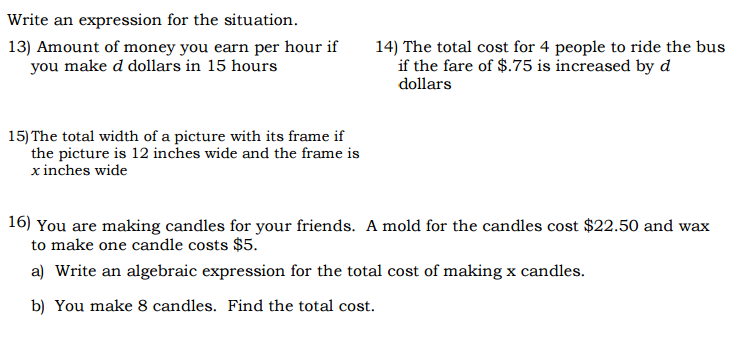 Write an expression for the situation.
13) Amount of money you earn per hour if
you make d dollars in 15 hours
14) The total cost for 4 people to ride the bus
if the fare of $.75 is increased by d
dollars
15) The total width of a picture with its frame if
the picture is 12 inches wide and the frame is
x inches wide
16) You are making candles for your friends. A mold for the candles cost $22.50 and wax
to make one candle costs $5.
a) Write an algebraic expression for the total cost of making x candles.
b) You make 8 candles. Find the total cost.